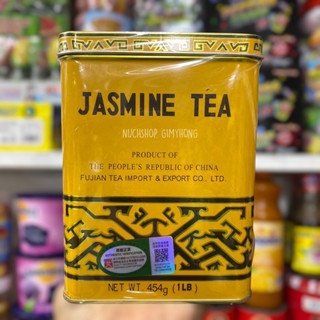 JASMINE TEA
NUCHSHOP GIMYHONG
PRODUCT OF
THE PEOPLE'S REPUBLIC OF CHINA
FUJIAN TEA IMPORT & EXPORT CO., LTD.
NET WT. 454g (1LB)